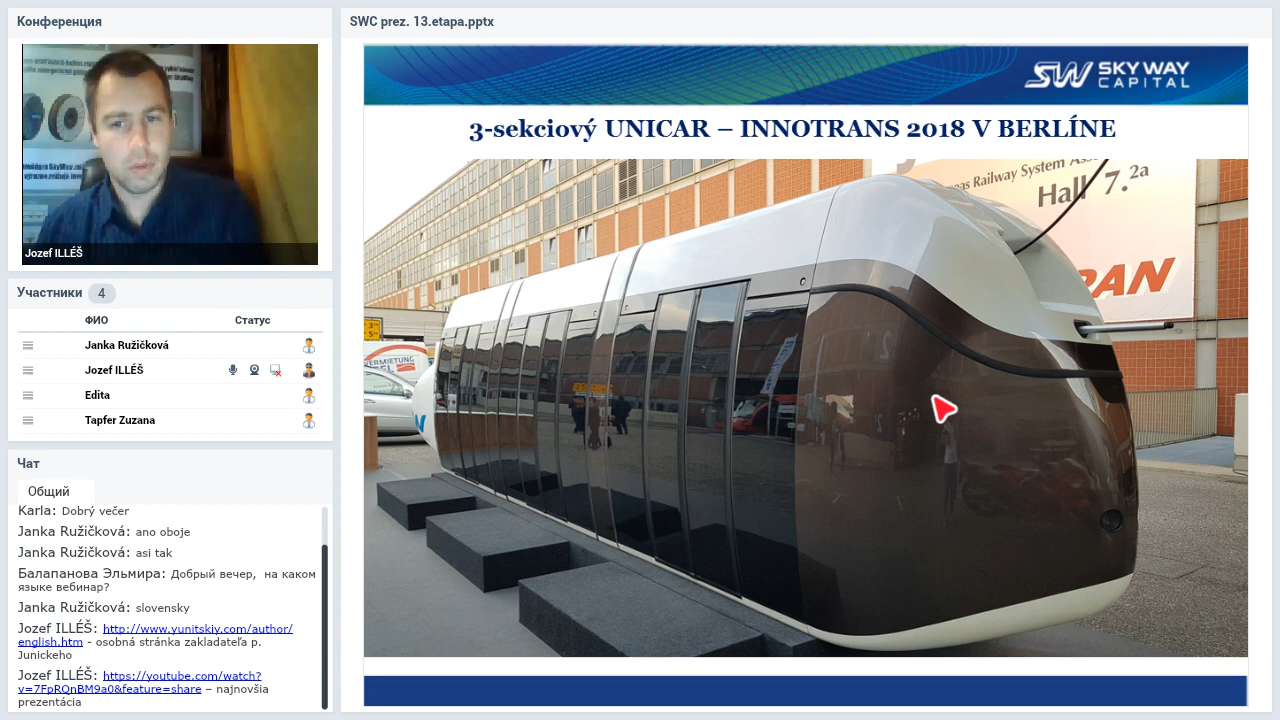 Конференция
Jozef ILLÉŠ
Участники 4
ФИО Статус
Janka Ružičková
Jozef ILLÉŠ
Edita
Tapfer Zuzana
Чат
Общий
Karla: Dobrý večer
Janka Ružičková: ano oboje
Janka Ružičková: asi tak
Балапанова Эльмира: Добрый вечер, на каком
языке вебинар?
Janka Ružičková: slovensky
Jozef ILLÉŠ: http://www.yunitskiy.com/author/
english.htm - osobná stránka zakladateľa p.
Junickeho
Jozef ILLÉŠ: https://youtube.com/watch?
v=7FpRQnBM9a0&feature=share – najnovšia
prezentácia
SWC prez. 13.etapa.pptx
SW SKY WAY
CAPITAL
3-sekciový UNICAR – INNOTRANS 2018 V BERLÍNE
Railway System
Hall 7.2a